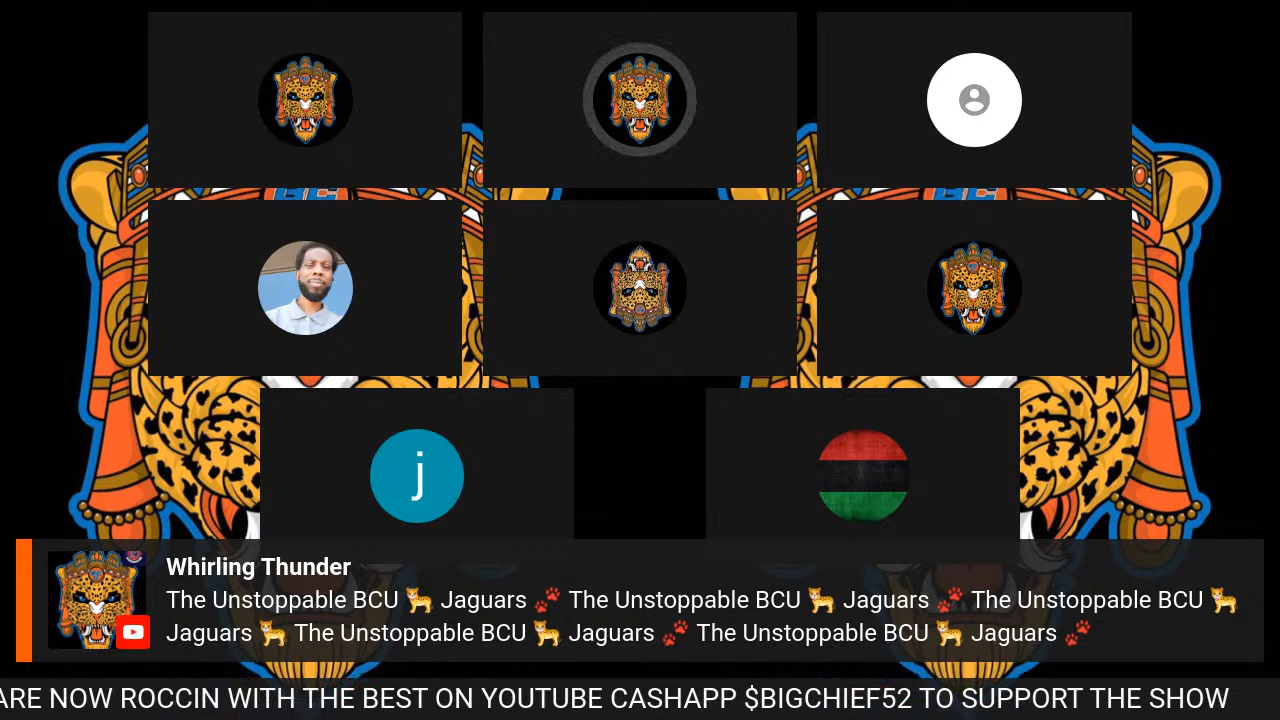 j
Whirling Thunder
The Unstoppable BCU 🐆 Jaguars 🐾 The Unstoppable BCU 🐆 Jaguars 🐾 The Unstoppable BCU 🐆
Jaguars 🐆 The Unstoppable BCU 🐆 Jaguars 🐾 The Unstoppable BCU 🐆 Jaguars 🐾
ARE NOW ROCCIN WITH THE BEST ON YOUTUBE CASHAPP $BIGCHIEF52 TO SUPPORT THE SHOW